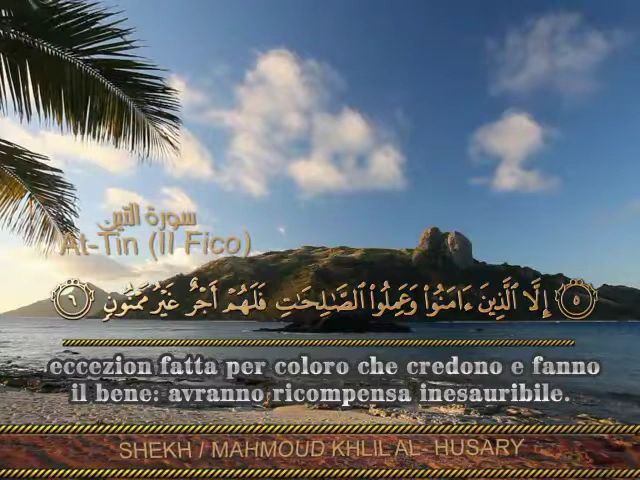 سورة التين
At-Tin (Il Fico)
٥ إِلَّا ٱلَّذِينَ ءَامَنُوا۟ وَعَمِلُوا۟ ٱلصَّـٰلِحَـٰتِ فَلَهُمْ أَجْرٌ غَيْرُ مَمْنُونٍ ٦
eccezion fatta per coloro che credono e fanno
il bene: avranno ricompensa inesauribile.
SHEKH / MAHMOUD KHLIL AL- HUSARY